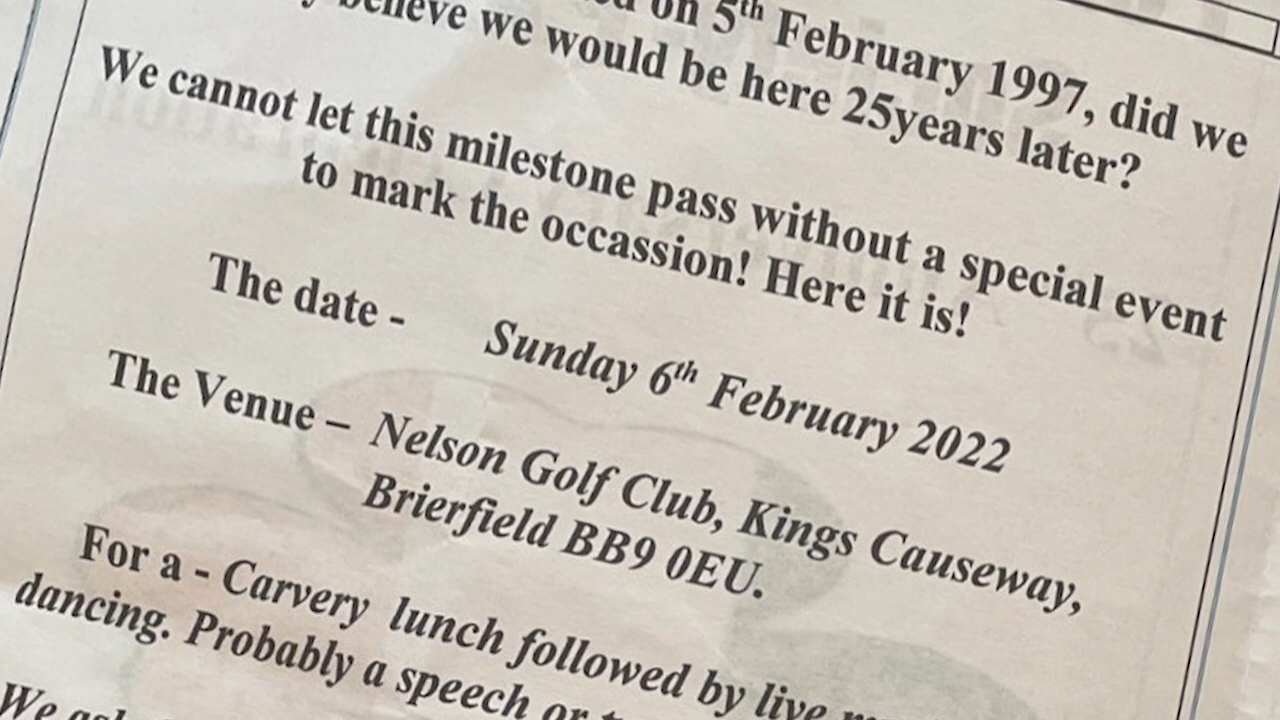 on 5th February 1997, did we
believe we would be here 25years later?
We cannot let this milestone pass without a special event
to mark the occassion! Here it is!
The date - Sunday 6th February 2022
The Venue – Nelson Golf Club, Kings Causeway,
Brierfield BB9 0EU.
For a - Carvery lunch followed by live
dancing. Probably a speech or
We